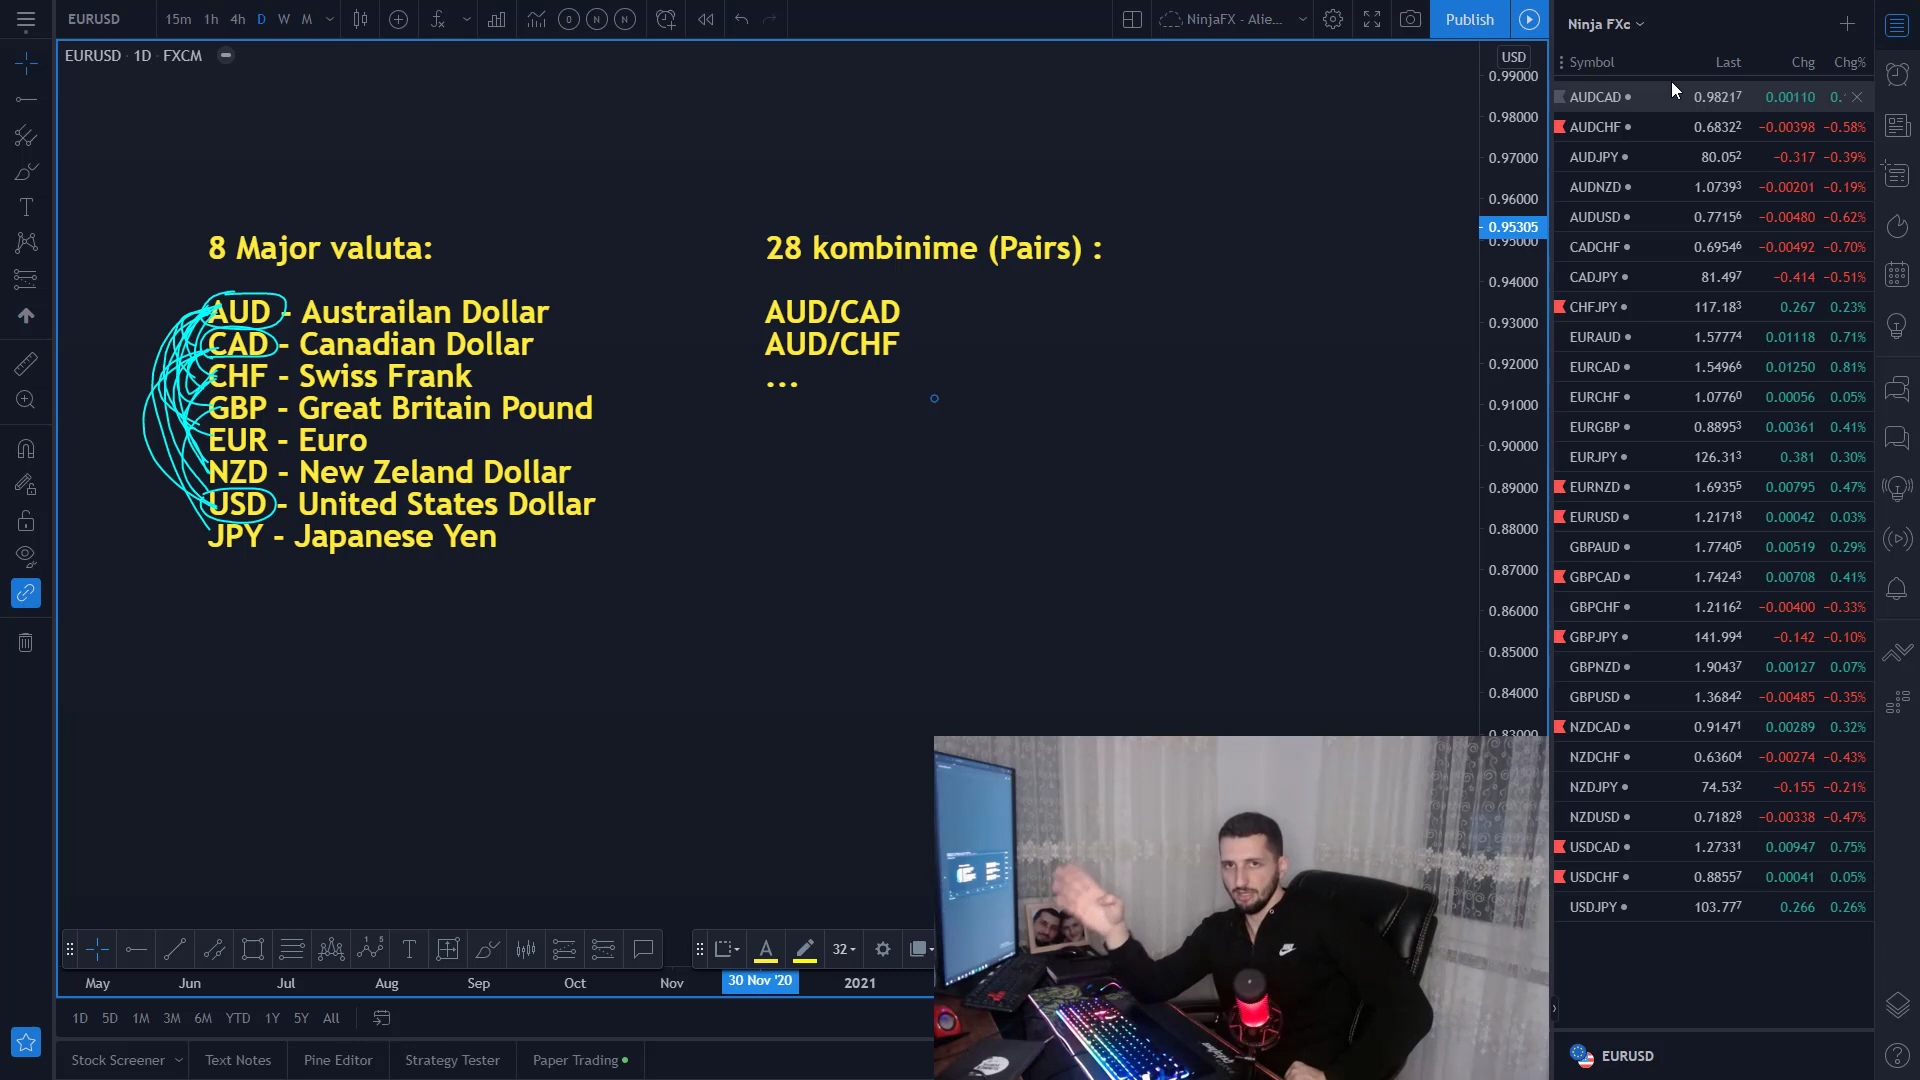 EURUSD
15m 1h 4h D W M
NinjaFX - Alie...
Publish
Ninja FXc
EURUSD · 1D · FXCM
USD
Symbol Last Chg Chg%
0.99000
0.98000
0.97000
0.96000
0.95305
0.95000
0.94000
0.93000
0.92000
0.91000
0.90000
0.89000
0.88000
0.87000
0.86000
0.85000
0.84000
0.83000
8 Major valuta:
AUD - Austrailan Dollar
CAD - Canadian Dollar
CHF - Swiss Frank
GBP - Great Britain Pound
EUR - Euro
NZD - New Zeland Dollar
USD - United States Dollar
JPY - Japanese Yen
28 kombinime (Pairs) :
AUD/CAD
AUD/CHF
...
AUDCAD 0.98217 0.00110 0.
AUDCHF 0.68322 −0.00398 −0.58%
AUDJPY 80.052 −0.317 −0.39%
AUDNZD 1.07393 −0.00201 −0.19%
AUDUSD 0.77156 −0.00480 −0.62%
CADCHF 0.69546 −0.00492 −0.70%
CADJPY 81.497 −0.414 −0.51%
CHFJPY 117.183 0.267 0.23%
EURAUD 1.57774 0.01118 0.71%
EURCAD 1.54966 0.01250 0.81%
EURCHF 1.07760 0.00056 0.05%
EURGBP 0.88953 0.00361 0.41%
EURJPY 126.313 0.381 0.30%
EURNZD 1.69355 0.00795 0.47%
EURUSD 1.21718 0.00042 0.03%
GBPAUD 1.77405 0.00519 0.29%
GBPCAD 1.74243 0.00708 0.41%
GBPCHF 1.21162 −0.00400 −0.33%
GBPJPY 141.994 −0.142 −0.10%
GBPNZD 1.90437 0.00127 0.07%
GBPUSD 1.36842 −0.00485 −0.35%
NZDCAD 0.91471 0.00289 0.32%
NZDCHF 0.63604 −0.00274 −0.43%
NZDJPY 74.532 −0.155 −0.21%
NZDUSD 0.71828 −0.00338 −0.47%
USDCAD 1.27331 0.00947 0.75%
USDCHF 0.88557 0.00041 0.05%
USDJPY 103.777 0.266 0.26%
32
May Jun Jul Aug Sep Oct Nov 30 Nov '20 2021
1D 5D 1M 3M 6M YTD 1Y 5Y All
Stock Screener Text Notes Pine Editor Strategy Tester Paper Trading
EURUSD